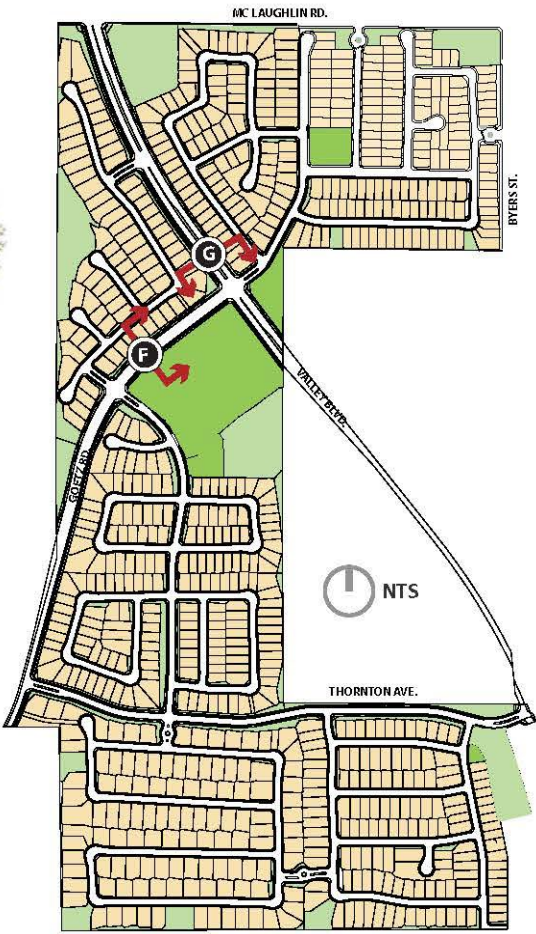 MC LAUGHLIN RD.
BYERS ST.
G
F
VALLEY BLVD.
GOETZ RD.
NTS
THORNTON AVE.